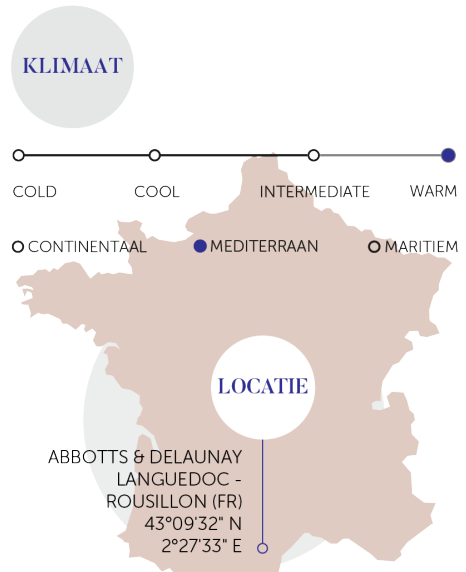 KLIMAAT
COLD COOL INTERMEDIATE WARM
CONTINENTAAL MEDITERRAAN MARITIEM
LOCATIE
ABBOTTS & DELAUNAY
LANGUEDOC -
ROUSILLON (FR)
43°09'32" N
2°27'33" E